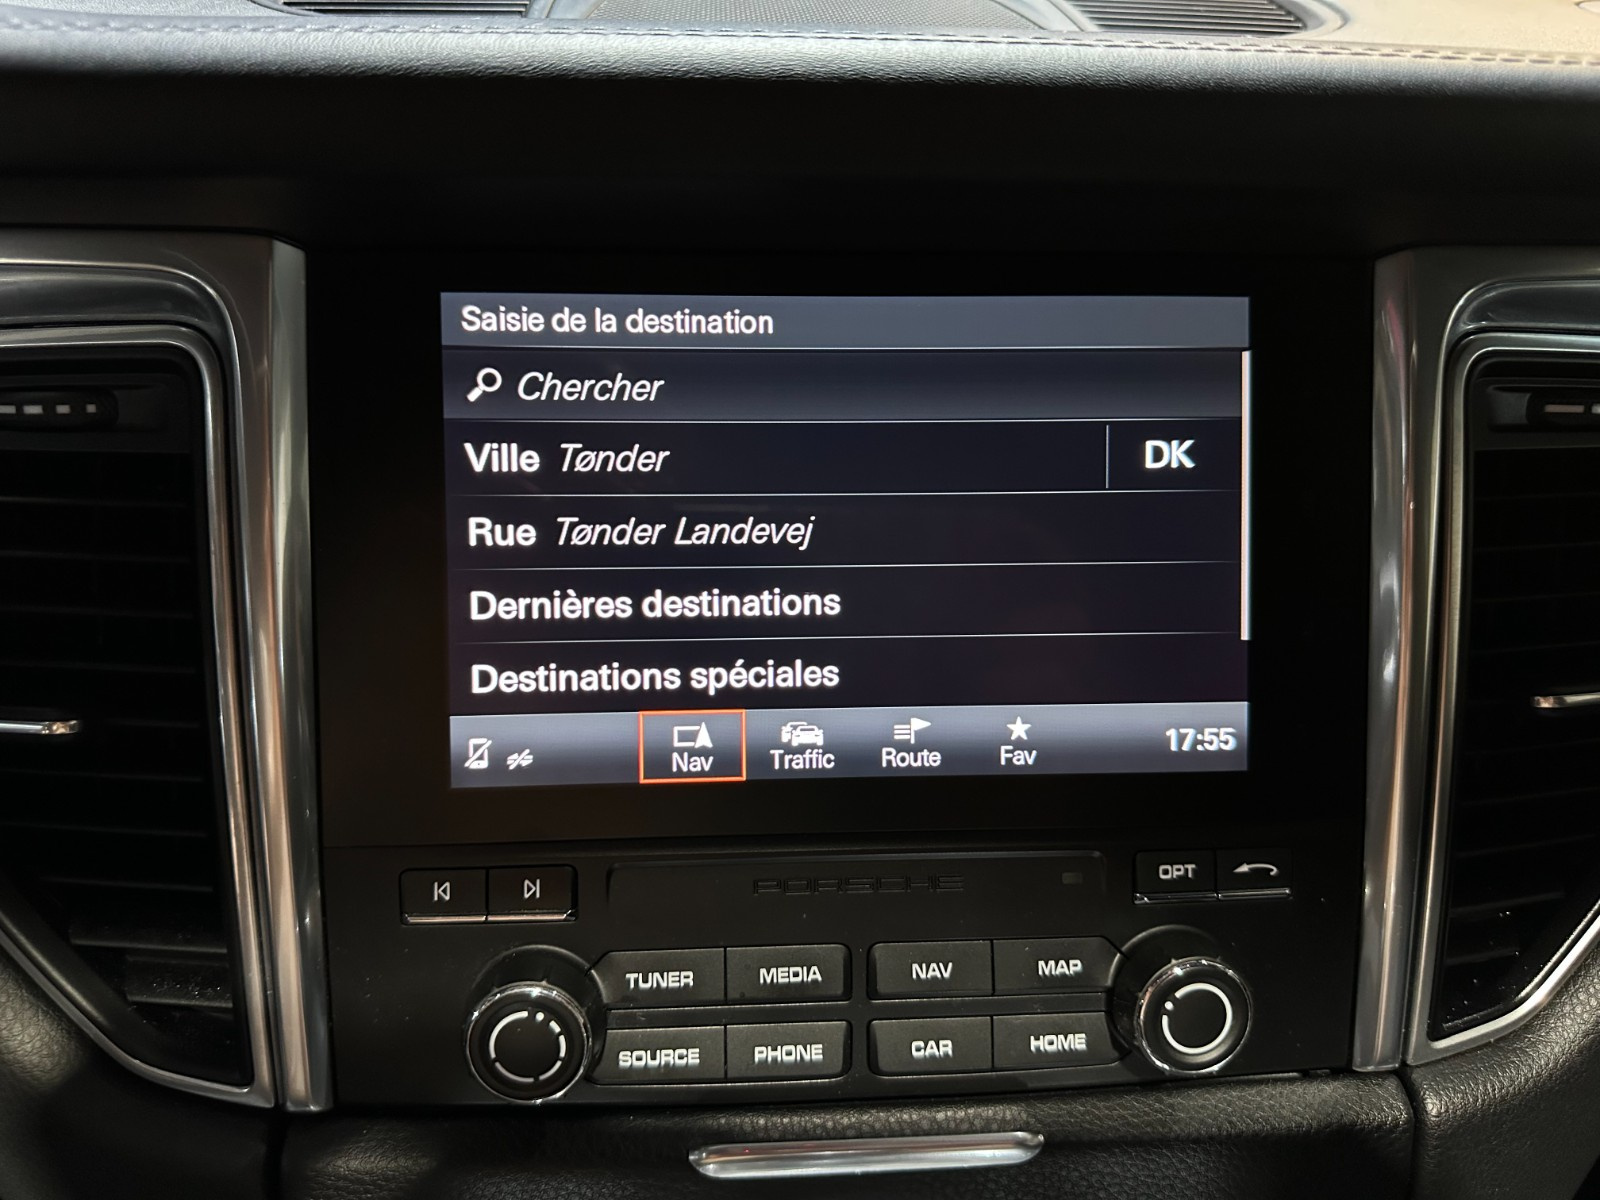 Saisie de la destination
Chercher
Ville Tønder DK
Rue Tønder Landevej
Dernières destinations
Destinations spéciales
Nav Traffic Route Fav 17:55
PORSCHE OPT
TUNER MEDIA NAV MAP
SOURCE PHONE CAR HOME